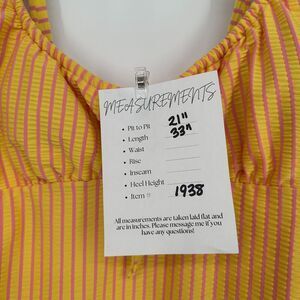 MEASUREMENTS
• Pit to Pit 21"
• Length 33"
• Waist
• Rise
• Inseam
• Heel Height
• Item # 1938
All measurements are taken laid flat and
are in inches. Please message me if you
have any questions!